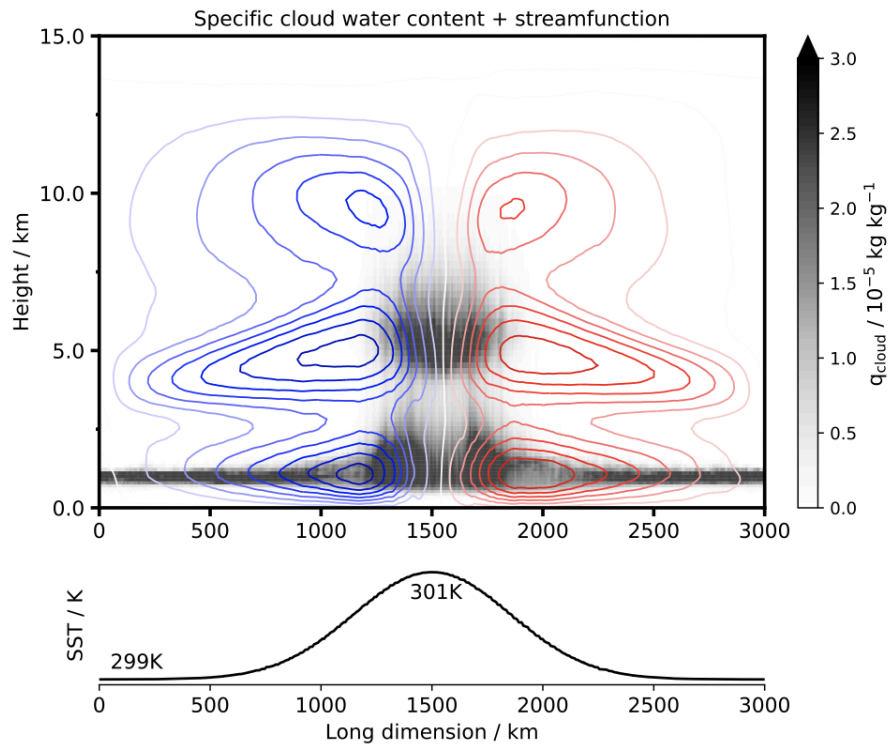 Specific cloud water content + streamfunction
15.0
10.0
5.0
0.0
Height / km
0 500 1000 1500 2000 2500 3000
3.0
2.5
2.0
1.5
1.0
0.5
0.0
q_cloud / 10⁻⁵ kg kg⁻¹
SST / K
299K
301K
0 500 1000 1500 2000 2500 3000
Long dimension / km